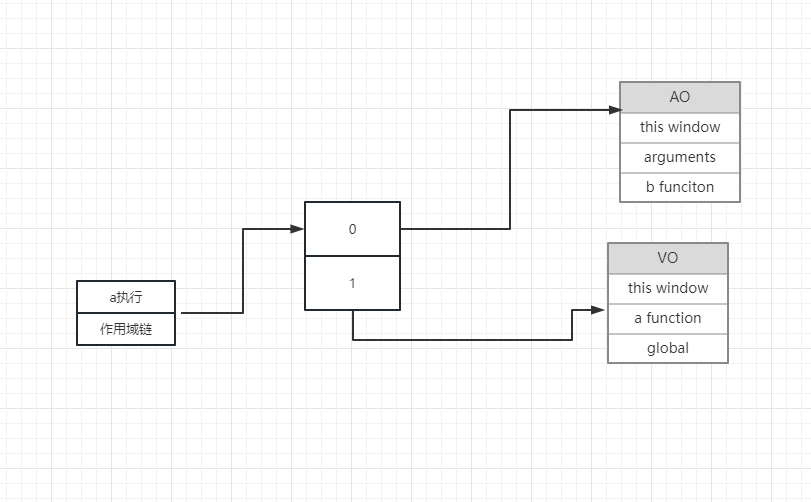 a执行
作用域链
0
1
AO
this window
arguments
b funciton
VO
this window
a function
global